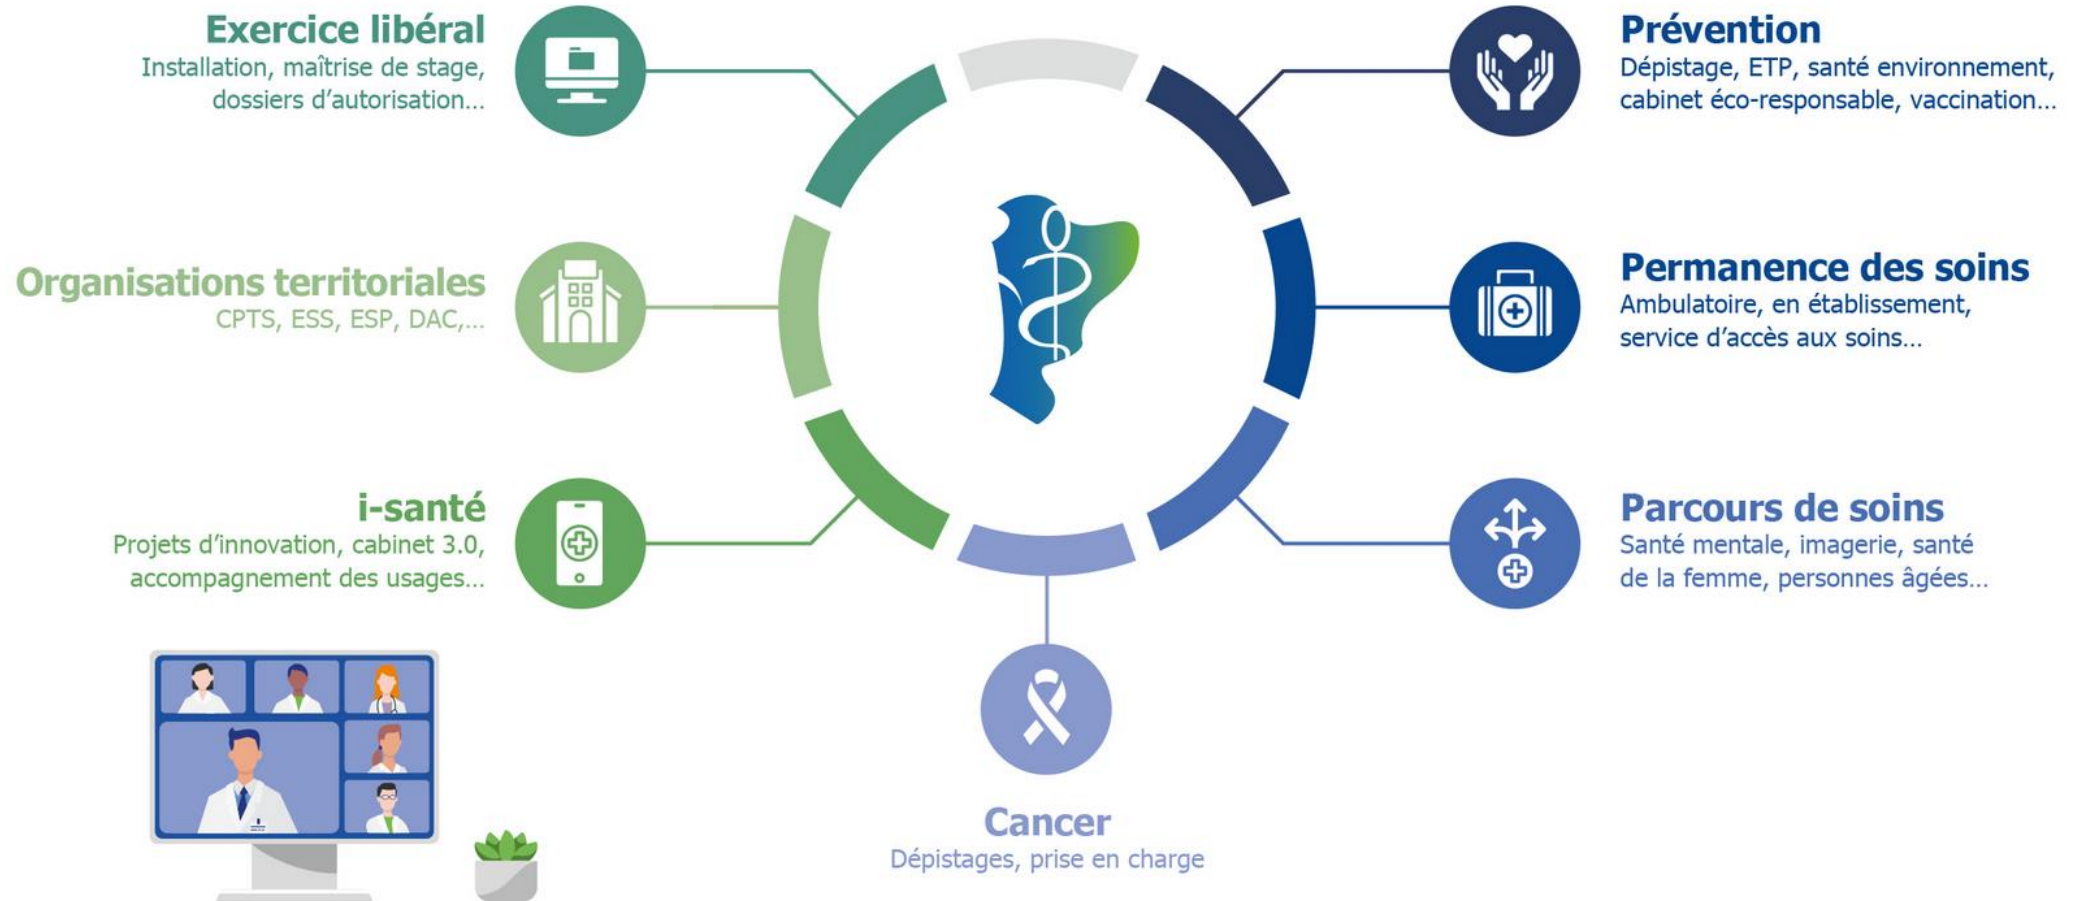 Exercice libéral
Installation, maîtrise de stage,
dossiers d’autorisation…
Organisations territoriales
CPTS, ESS, ESP, DAC,…
i-santé
Projets d’innovation, cabinet 3.0,
accompagnement des usages…
Prévention
Dépistage, ETP, santé environnement,
cabinet éco-responsable, vaccination…
Permanence des soins
Ambulatoire, en établissement,
service d’accès aux soins…
Parcours de soins
Santé mentale, imagerie, santé
de la femme, personnes âgées…
Cancer
Dépistages, prise en charge